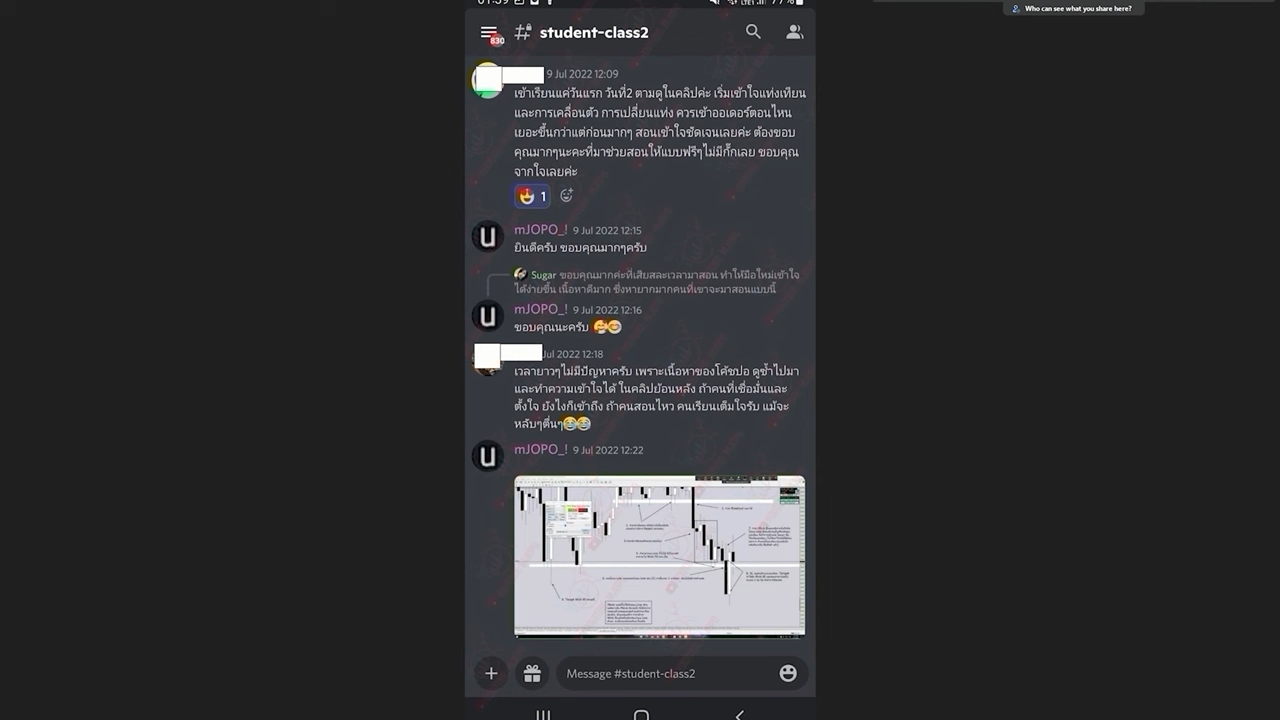 Who can see what you share here?
01:39
77%
830
student-class2
9 Jul 2022 12:09
เข้าเรียนแค่วันแรก วันที่2 ตามดูในคลิปค่ะ เริ่มเข้าใจแท่งเทียน
และการเคลื่อนตัว การเปลี่ยนแท่ง ควรเข้าออเดอร์ตอนไหน
เยอะขึ้นกว่าแต่ก่อนมากๆ สอนเข้าใจชัดเจนเลยค่ะ ต้องขอบ
คุณมากๆนะคะที่มาช่วยสอนให้แบบฟรีๆไม่มีกั๊กเลย ขอบคุณ
จากใจเลยค่ะ
1
mJOPO_! 9 Jul 2022 12:15
ยินดีครับ ขอบคุณมากๆครับ
Sugar ขอบคุณมากค่ะที่เสียสละเวลามาสอน ทำให้มือใหม่เข้าใจ
ได้ง่ายขึ้น เนื้อหาดีมาก ซึ่งหายากมากคนที่เขาจะมาสอนแบบนี้
mJOPO_! 9 Jul 2022 12:16
ขอบคุณนะครับ
Jul 2022 12:18
เวลายาวๆไม่มีปัญหาครับ เพราะเนื้อหาของโค้ชปอ ดูซ้ำไปมา
และทำความเข้าใจได้ ในคลิปย้อนหลัง ถ้าคนที่เชื่อมั่นและ
ตั้งใจ ยังไงก็เข้าถึง ถ้าคนสอนไหว คนเรียนเต็มใจรับ แม้จะ
หลับๆตื่นๆ
mJOPO_! 9 Jul 2022 12:22
Message #student-class2